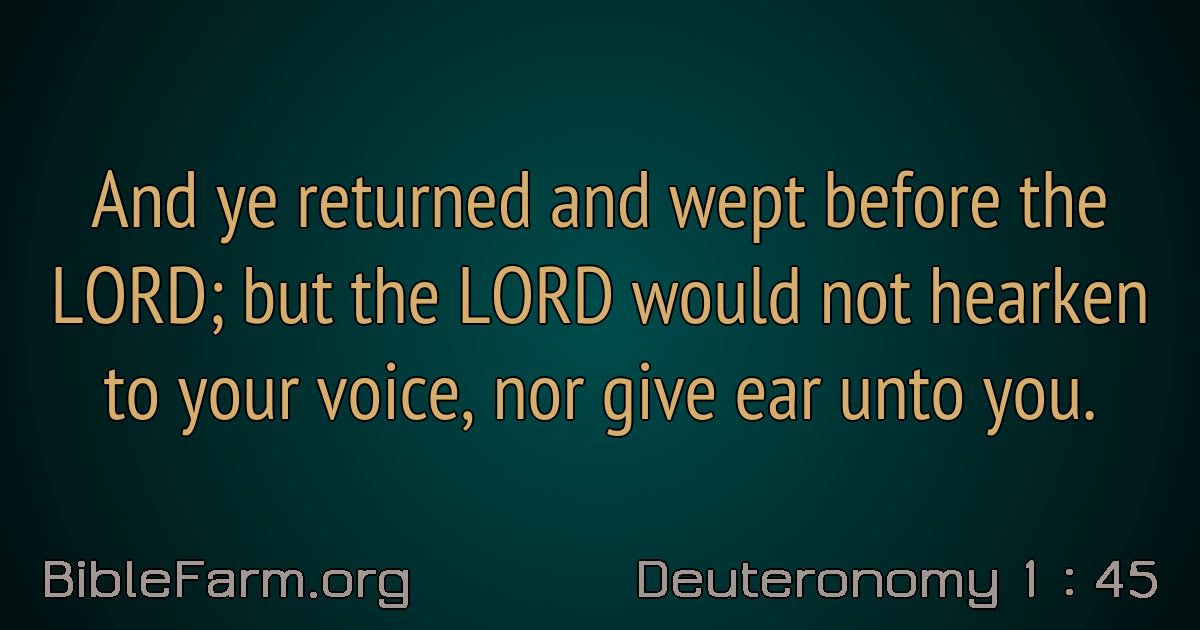 And ye returned and wept before the
LORD; but the LORD would not hearken
to your voice, nor give ear unto you.
BibleFarm.org
Deuteronomy 1 : 45